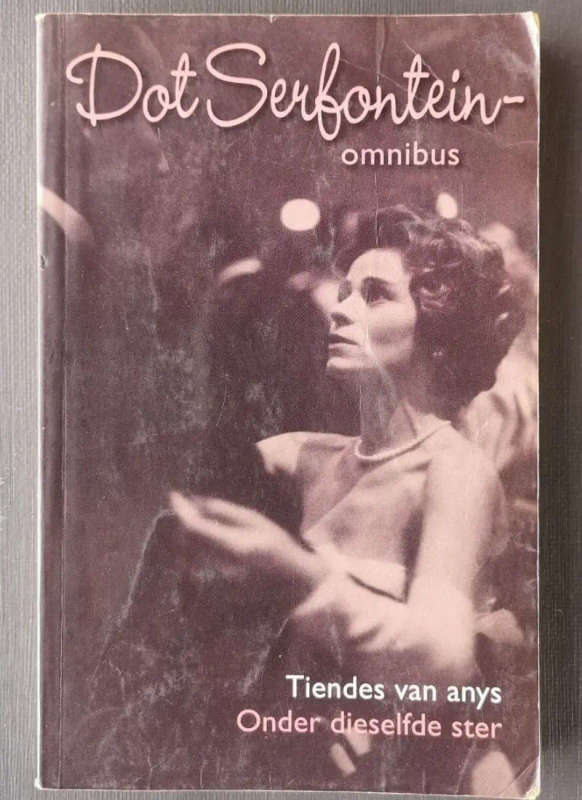 Dot Serfontein-
omnibus
Tiendes van anys
Onder dieselfde ster